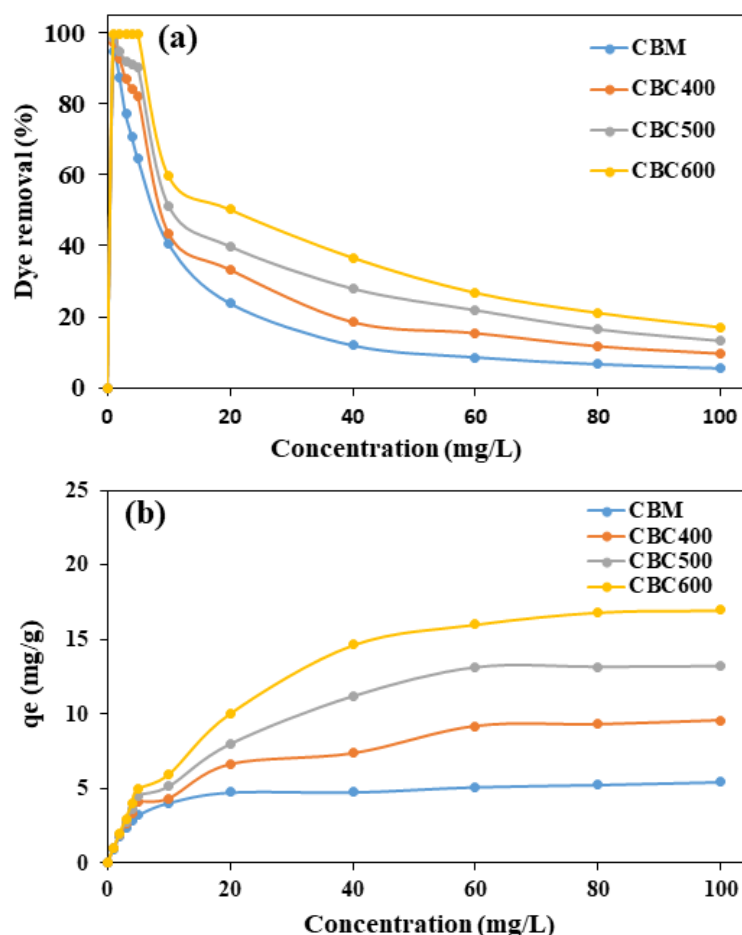 (a)
CBM
CBC400
CBC500
CBC600
Dye removal (%)
100
80
60
40
20
0
0 20 40 60 80 100
Concentration (mg/L)
(b)
CBM
CBC400
CBC500
CBC600
qe (mg/g)
25
20
15
10
5
0
0 20 40 60 80 100
Concentration (mg/L)